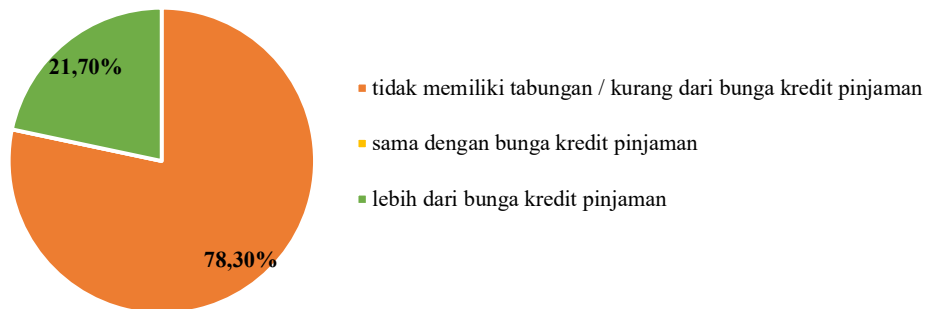 21,70%
78,30%
tidak memiliki tabungan / kurang dari bunga kredit pinjaman
sama dengan bunga kredit pinjaman
lebih dari bunga kredit pinjaman